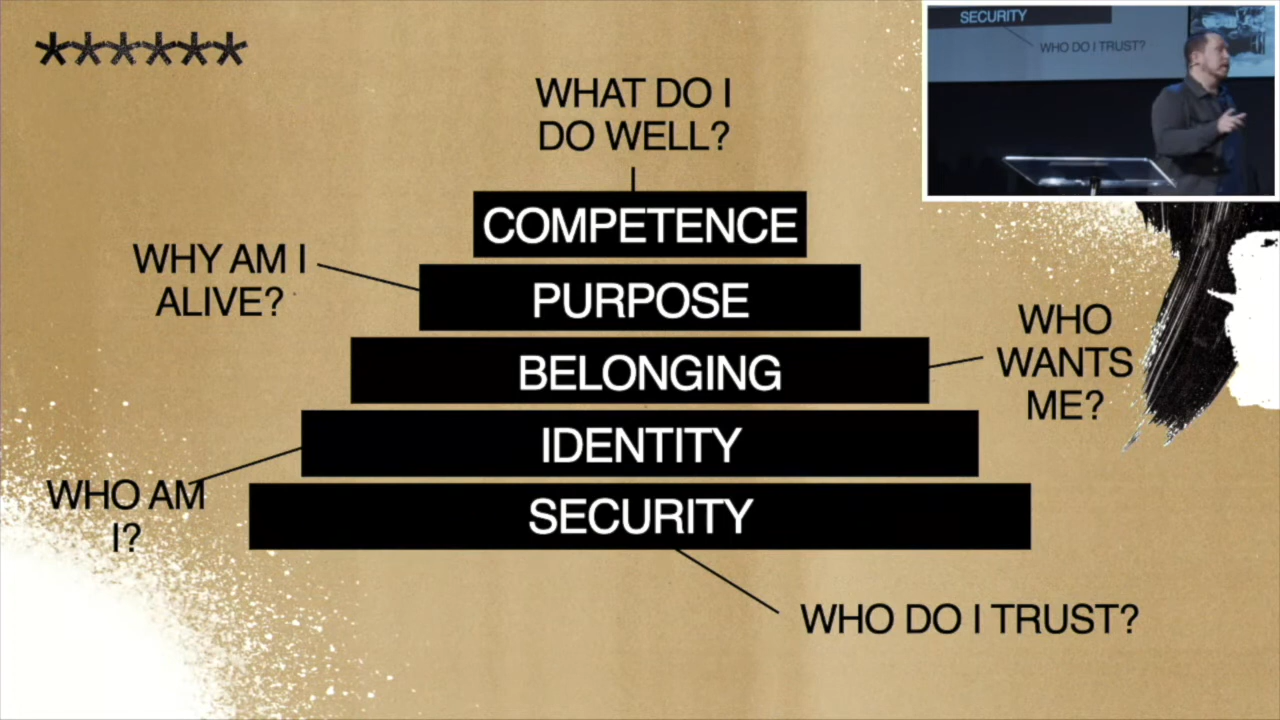 ******
SECURITY
WHO DO I TRUST?
WHAT DO I
DO WELL?
COMPETENCE
WHY AM I
ALIVE?
PURPOSE
WHO
WANTS
ME?
BELONGING
IDENTITY
WHO AM
I?
SECURITY
WHO DO I TRUST?